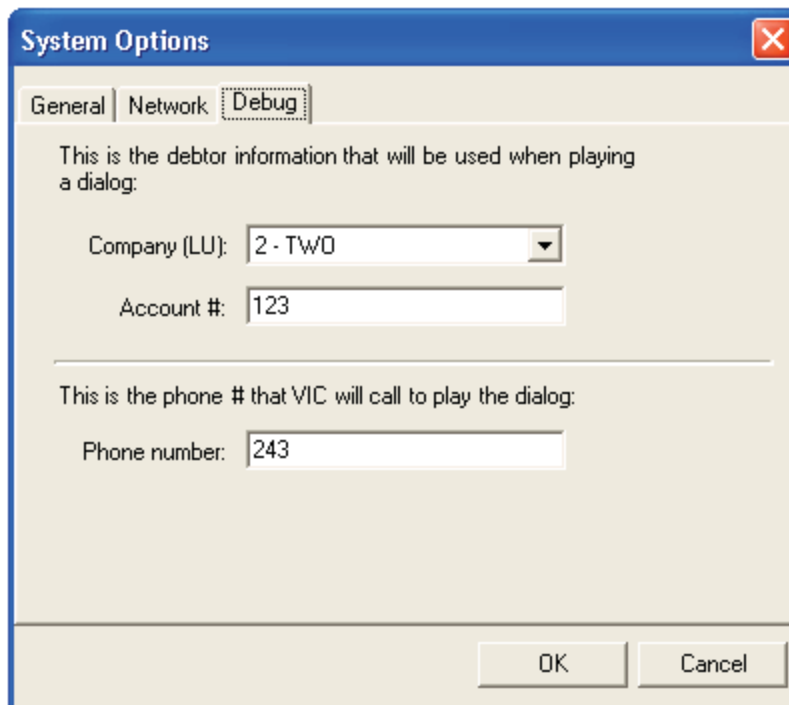 System Options
General Network Debug
This is the debtor information that will be used when playing
a dialog:
Company (LU): 2 - TWO
Account #: 123
This is the phone # that VIC will call to play the dialog:
Phone number: 243
OK Cancel